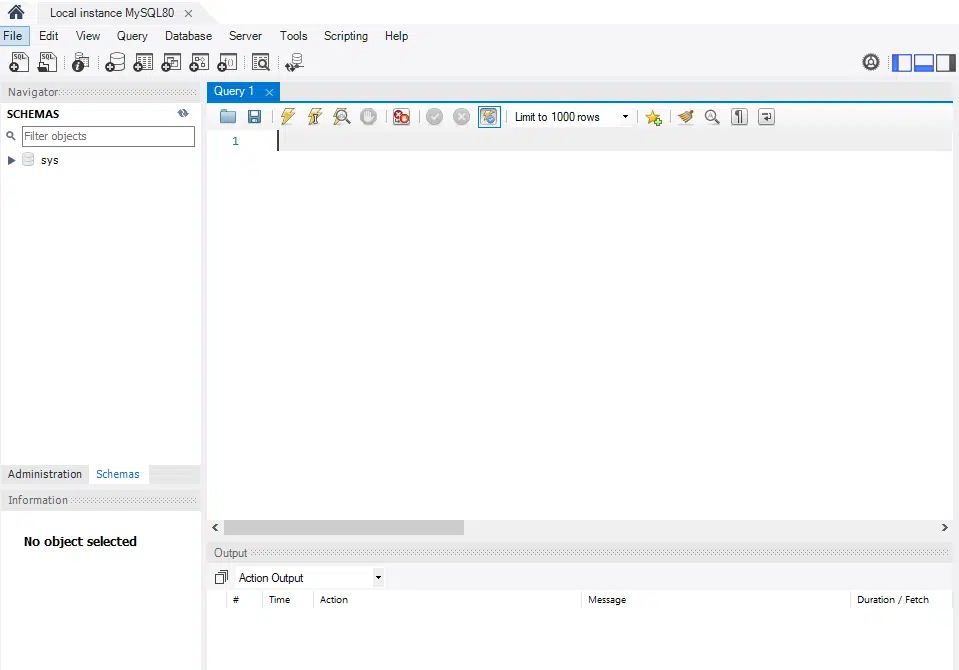 Local instance MySQL80
File Edit View Query Database Server Tools Scripting Help
Navigator
SCHEMAS
Filter objects
sys
Administration Schemas
Information
No object selected
Query 1
Limit to 1000 rows
1
Output
Action Output
# Time Action Message Duration / Fetch